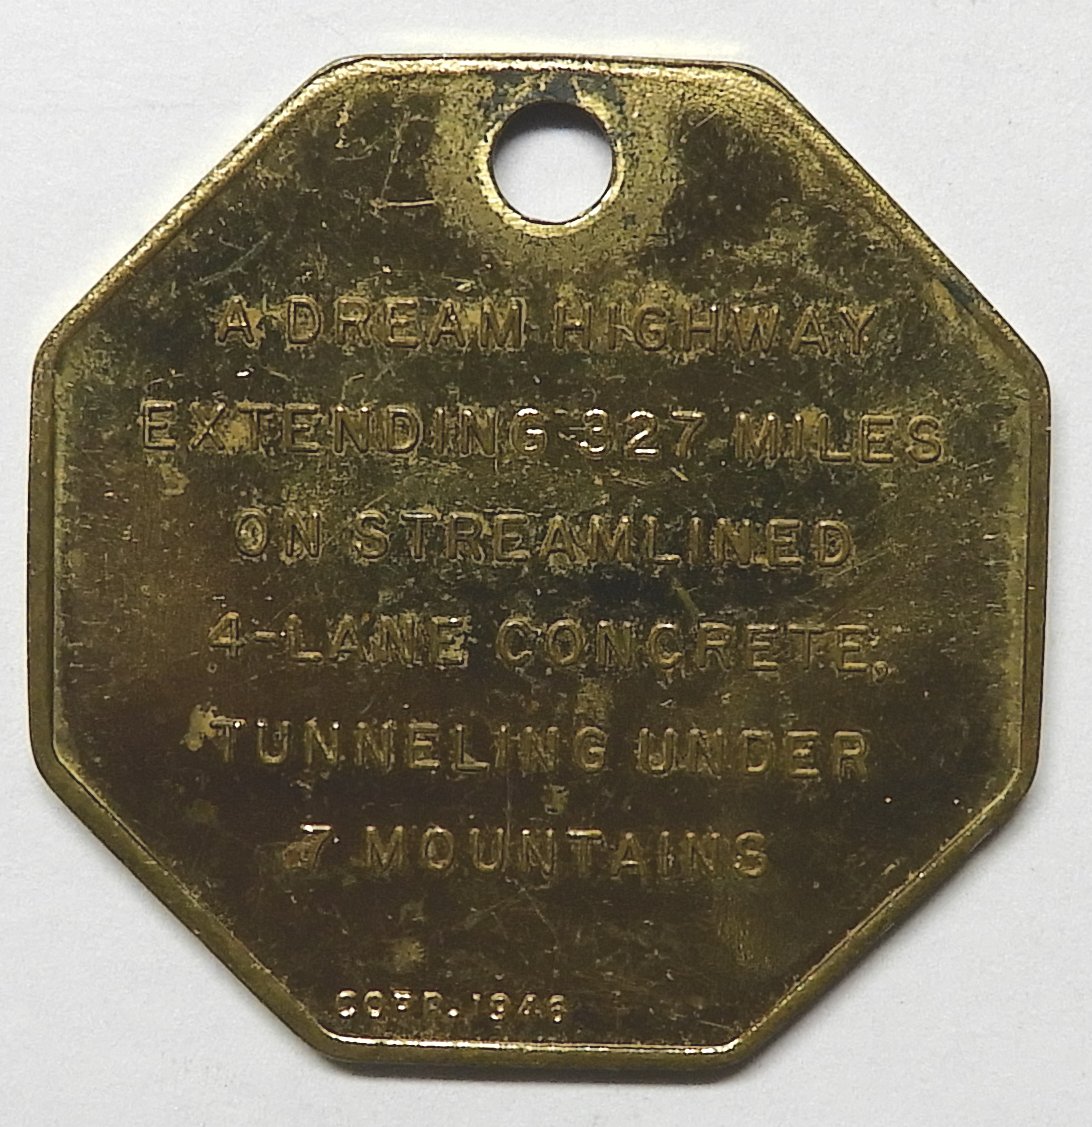 A DREAM HIGHWAY
EXTENDING 327 MILES
ON STREAMLINED
4-LANE CONCRETE,
TUNNELING UNDER
7 MOUNTAINS
COPR. 1946